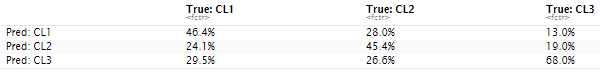 True: CL1 True: CL2 True: CL3
<fctr> <fctr> <fctr>
Pred: CL1 46.4% 28.0% 13.0%
Pred: CL2 24.1% 45.4% 19.0%
Pred: CL3 29.5% 26.6% 68.0%